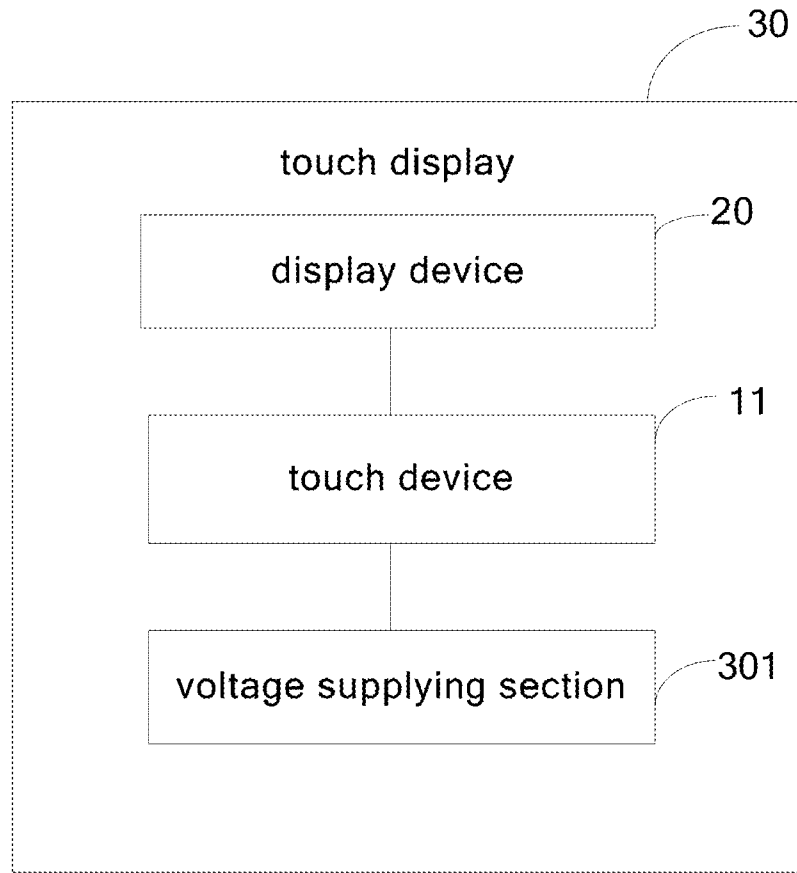 30
touch display
20
display device
11
touch device
301
voltage supplying section